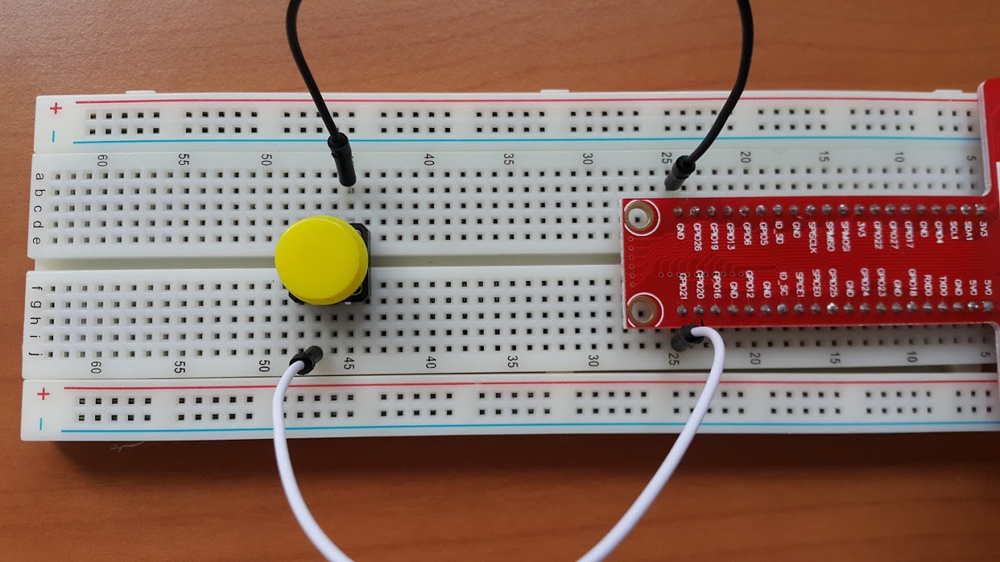 +
−
60 55 50 40 35 30 25 20 15 10 5
a
b
c
d
e
GND GPIO26 GPIO19 GPIO13 GPIO6 GPIO5 ID_SD GND SPISCLK SPIMISO SPIMOSI 3V3 GPIO22 GPIO27 GPIO17 GND GPIO4 SCL1 SDA1 3V3
GPIO21 GPIO20 GPIO16 GND GPIO12 GND ID_SC SPICE1 SPICE0 GPIO25 GND GPIO24 GPIO23 GND GPIO18 RXD0 TXD0 GND 5V0 5V0
f
g
h
i
j
60 55 50 45 40 35 30 25 20 15 10 5
+
−